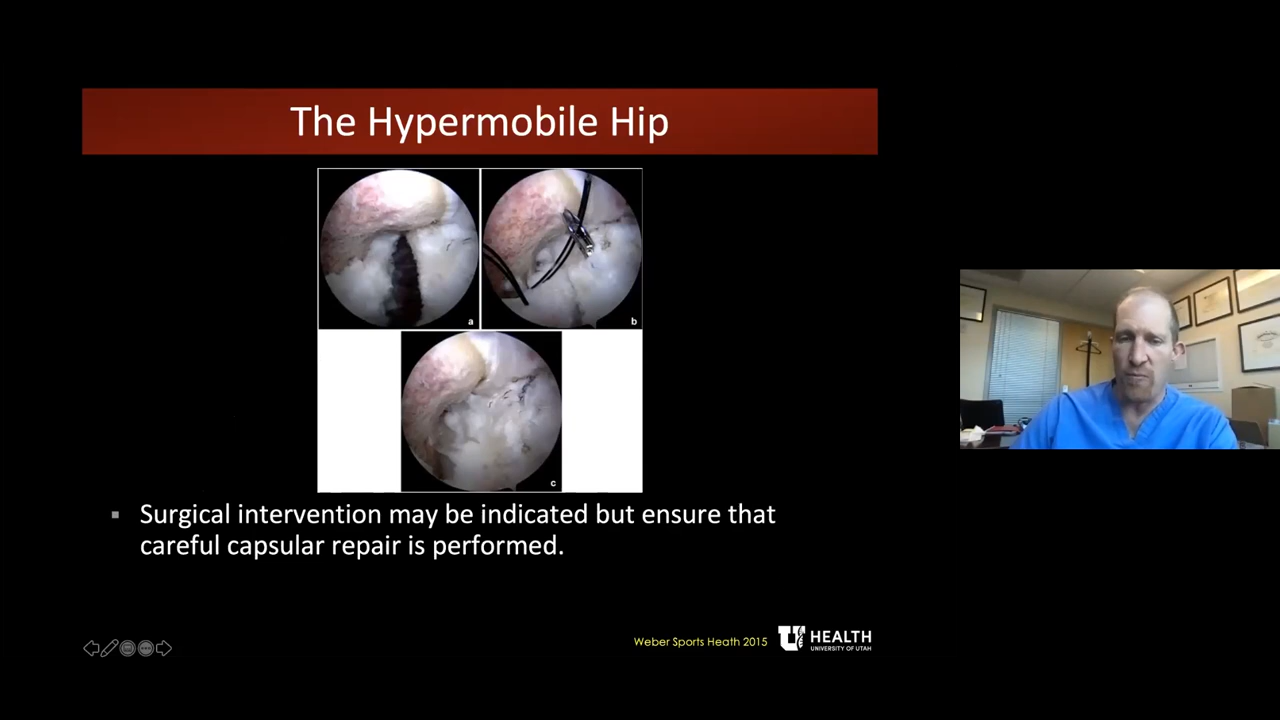 The Hypermobile Hip
a
b
c
▪ Surgical intervention may be indicated but ensure that
careful capsular repair is performed.
Weber Sports Heath 2015
U HEALTH
UNIVERSITY OF UTAH